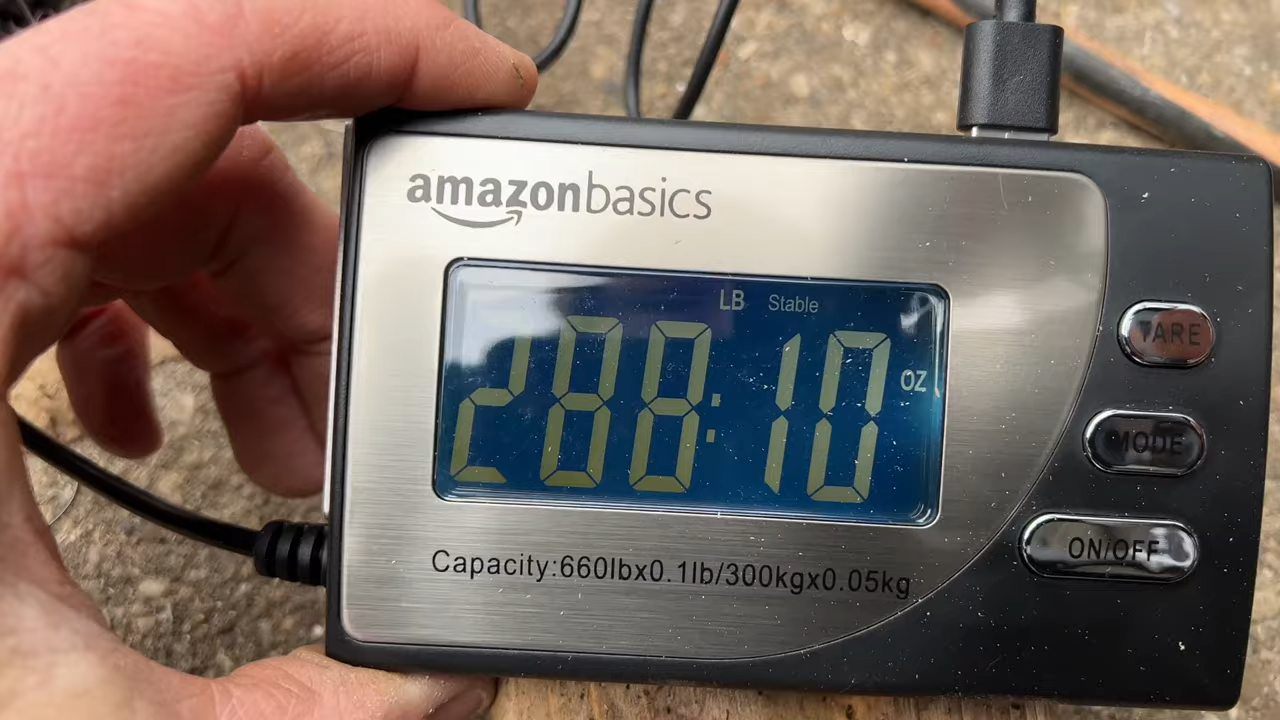 amazonbasics
LB Stable
288:10 OZ
Capacity:660lbx0.1lb/300kgx0.05kg
TARE
MODE
ON/OFF